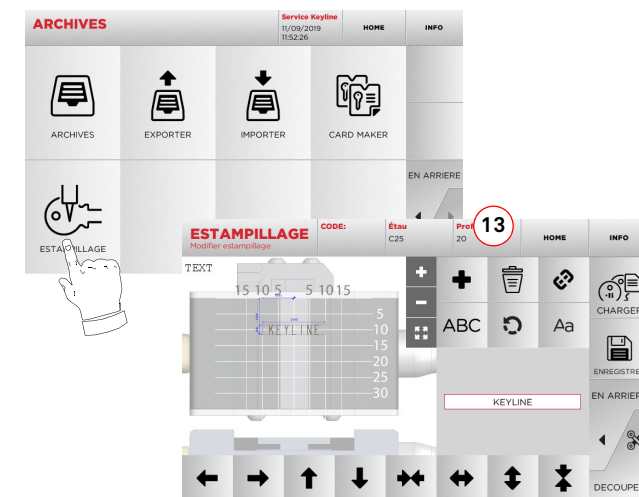 ARCHIVES
Service Keyline
11/09/2019
11:52:26
HOME
INFO
ARCHIVES
EXPORTER
IMPORTER
CARD MAKER
EN ARRIERE
ESTAMPILLAGE
13
ESTAMPILLAGE
Modifier estampillage
CODE:
Étau
C25
Prof
20
HOME
INFO
TEXT
15 10 5 5 10 15
5
10
15
20
25
30
KEYLINE
ABC
Aa
KEYLINE
CHARGER
ENREGISTRE
EN ARRIER
DECOUPE